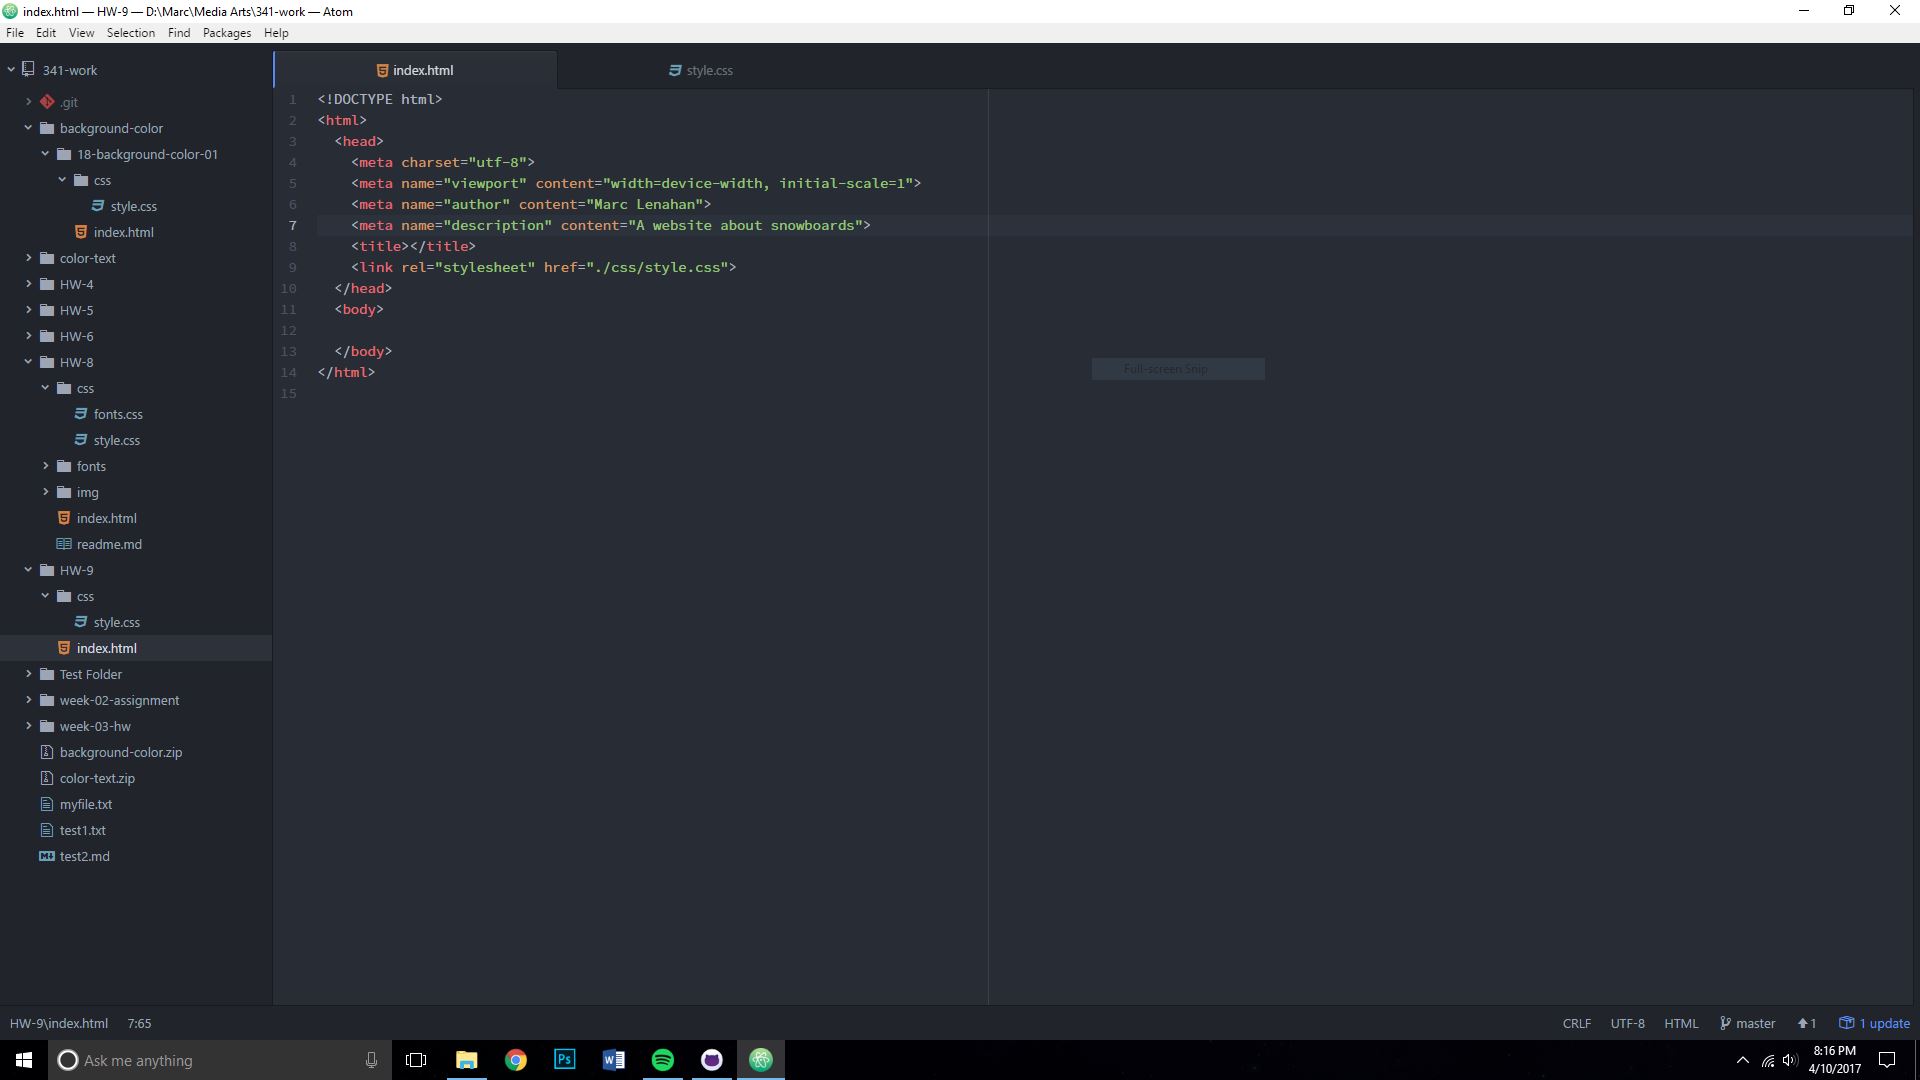 index.html — HW-9 — D:\Marc\Media Arts\341-work — Atom
File Edit View Selection Find Packages Help
341-work
.git
background-color
18-background-color-01
css
style.css
index.html
color-text
HW-4
HW-5
HW-6
HW-8
css
fonts.css
style.css
fonts
img
index.html
readme.md
HW-9
css
style.css
index.html
Test Folder
week-02-assignment
week-03-hw
background-color.zip
color-text.zip
myfile.txt
test1.txt
test2.md
index.html style.css
1 <!DOCTYPE html>
2 <html>
3   <head>
4     <meta charset="utf-8">
5     <meta name="viewport" content="width=device-width, initial-scale=1">
6     <meta name="author" content="Marc Lenahan">
7     <meta name="description" content="A website about snowboards">
8     <title></title>
9     <link rel="stylesheet" href="./css/style.css">
10   </head>
11   <body>
12
13   </body>
14 </html>
15
Full-screen Snip
HW-9\index.html 7:65 CRLF UTF-8 HTML master 1 1 update
Ask me anything
Ps
W
8:16 PM
4/10/2017